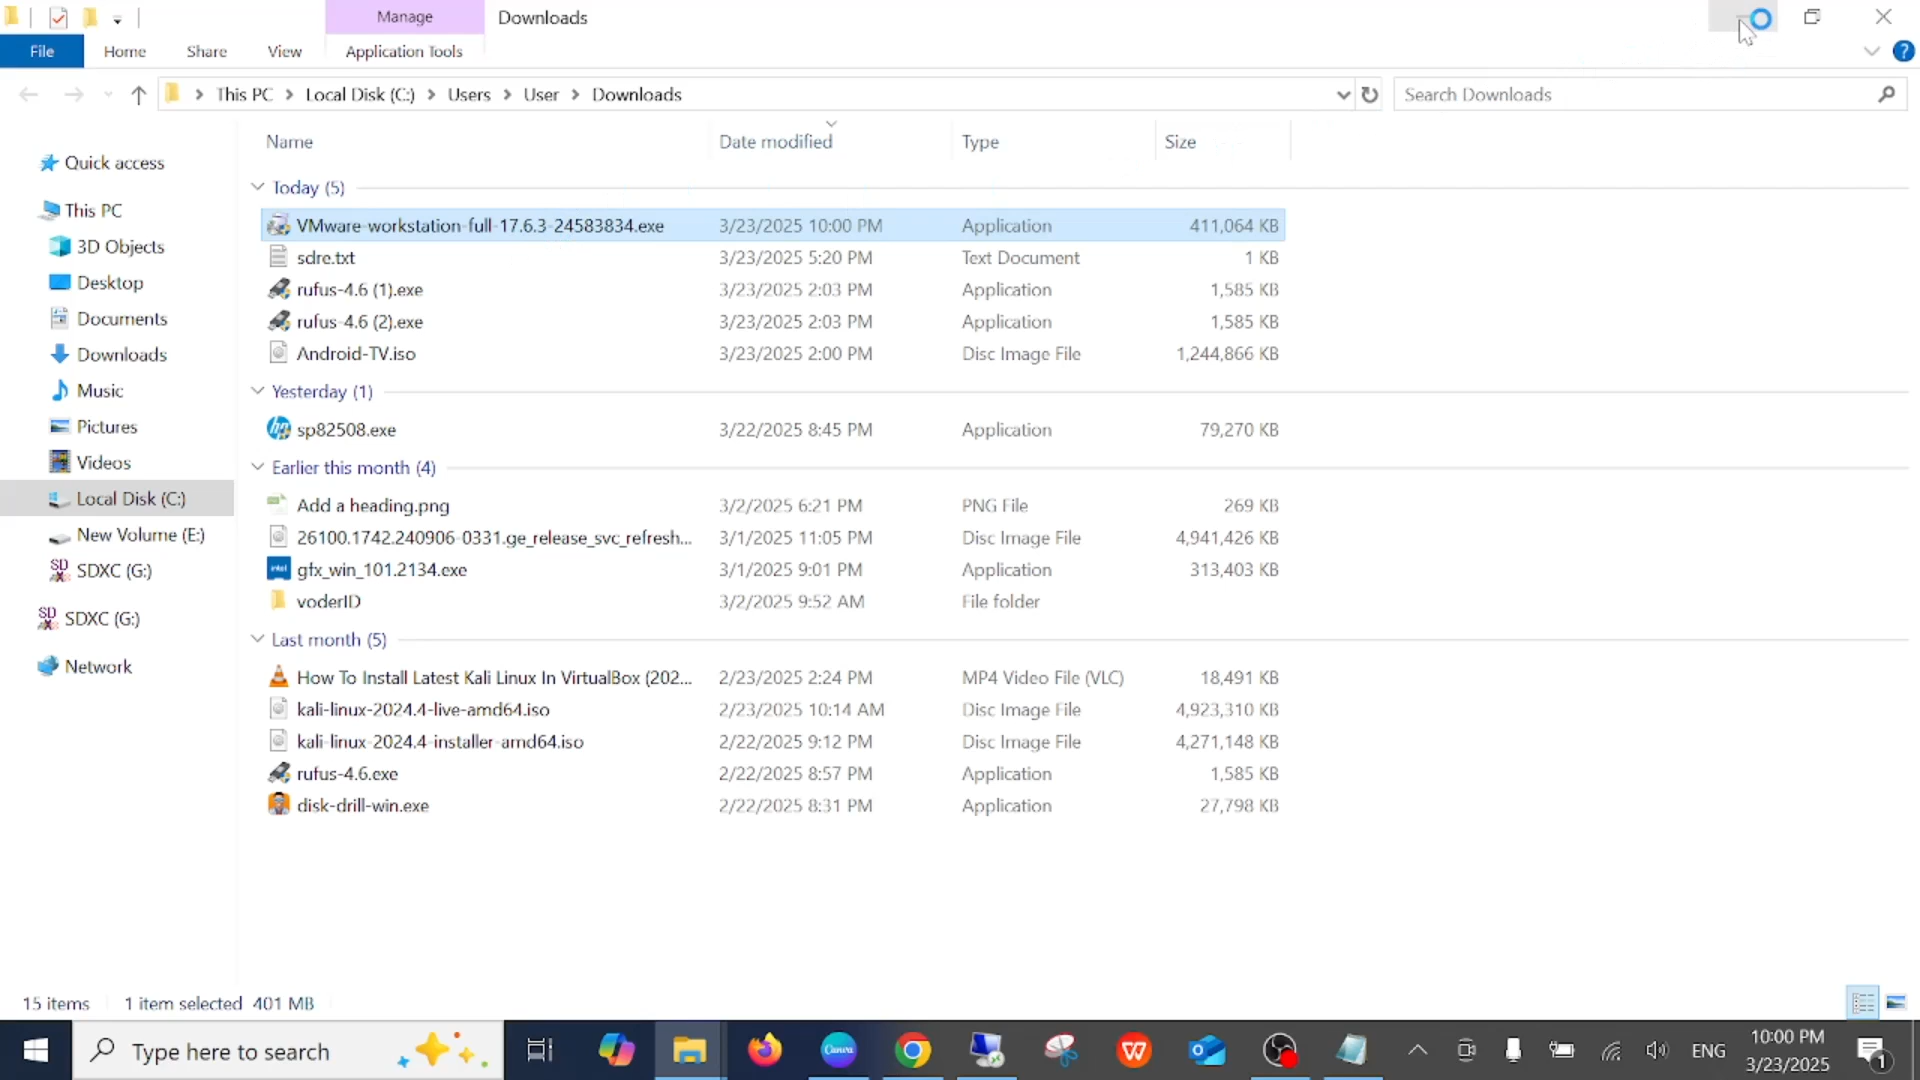 Manage
Downloads
File
Home
Share
View
Application Tools
?
This PC > Local Disk (C:) > Users > User > Downloads
Search Downloads
Name
Date modified
Type
Size
Quick access
This PC
3D Objects
Desktop
Documents
Downloads
Music
Pictures
Videos
Local Disk (C:)
New Volume (E:)
SDXC (G:)
SDXC (G:)
Network
Today (5)
VMware-workstation-full-17.6.3-24583834.exe 3/23/2025 10:00 PM Application 411,064 KB
sdre.txt 3/23/2025 5:20 PM Text Document 1 KB
rufus-4.6 (1).exe 3/23/2025 2:03 PM Application 1,585 KB
rufus-4.6 (2).exe 3/23/2025 2:03 PM Application 1,585 KB
Android-TV.iso 3/23/2025 2:00 PM Disc Image File 1,244,866 KB
Yesterday (1)
sp82508.exe 3/22/2025 8:45 PM Application 79,270 KB
Earlier this month (4)
Add a heading.png 3/2/2025 6:21 PM PNG File 269 KB
26100.1742.240906-0331.ge_release_svc_refresh... 3/1/2025 11:05 PM Disc Image File 4,941,426 KB
gfx_win_101.2134.exe 3/1/2025 9:01 PM Application 313,403 KB
voderID 3/2/2025 9:52 AM File folder
Last month (5)
How To Install Latest Kali Linux In VirtualBox (202... 2/23/2025 2:24 PM MP4 Video File (VLC) 18,491 KB
kali-linux-2024.4-live-amd64.iso 2/23/2025 10:14 AM Disc Image File 4,923,310 KB
kali-linux-2024.4-installer-amd64.iso 2/22/2025 9:12 PM Disc Image File 4,271,148 KB
rufus-4.6.exe 2/22/2025 8:57 PM Application 1,585 KB
disk-drill-win.exe 2/22/2025 8:31 PM Application 27,798 KB
15 items 1 item selected 401 MB
Type here to search
Canva
W
ENG
10:00 PM
3/23/2025
1